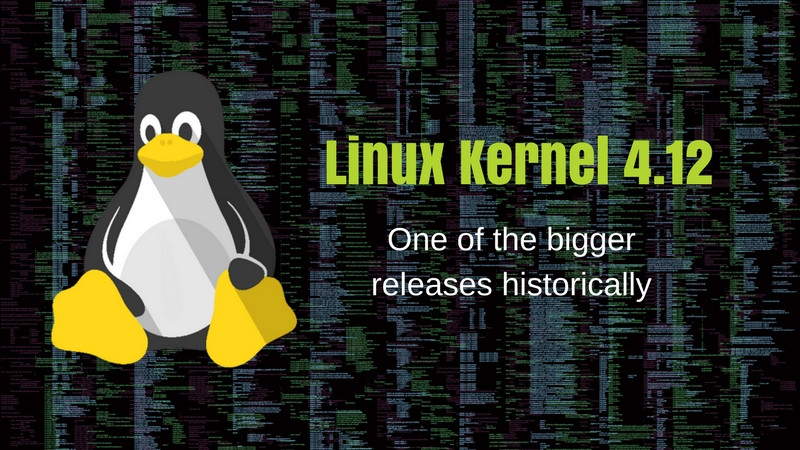 Linux Kernel 4.12
One of the bigger
releases historically